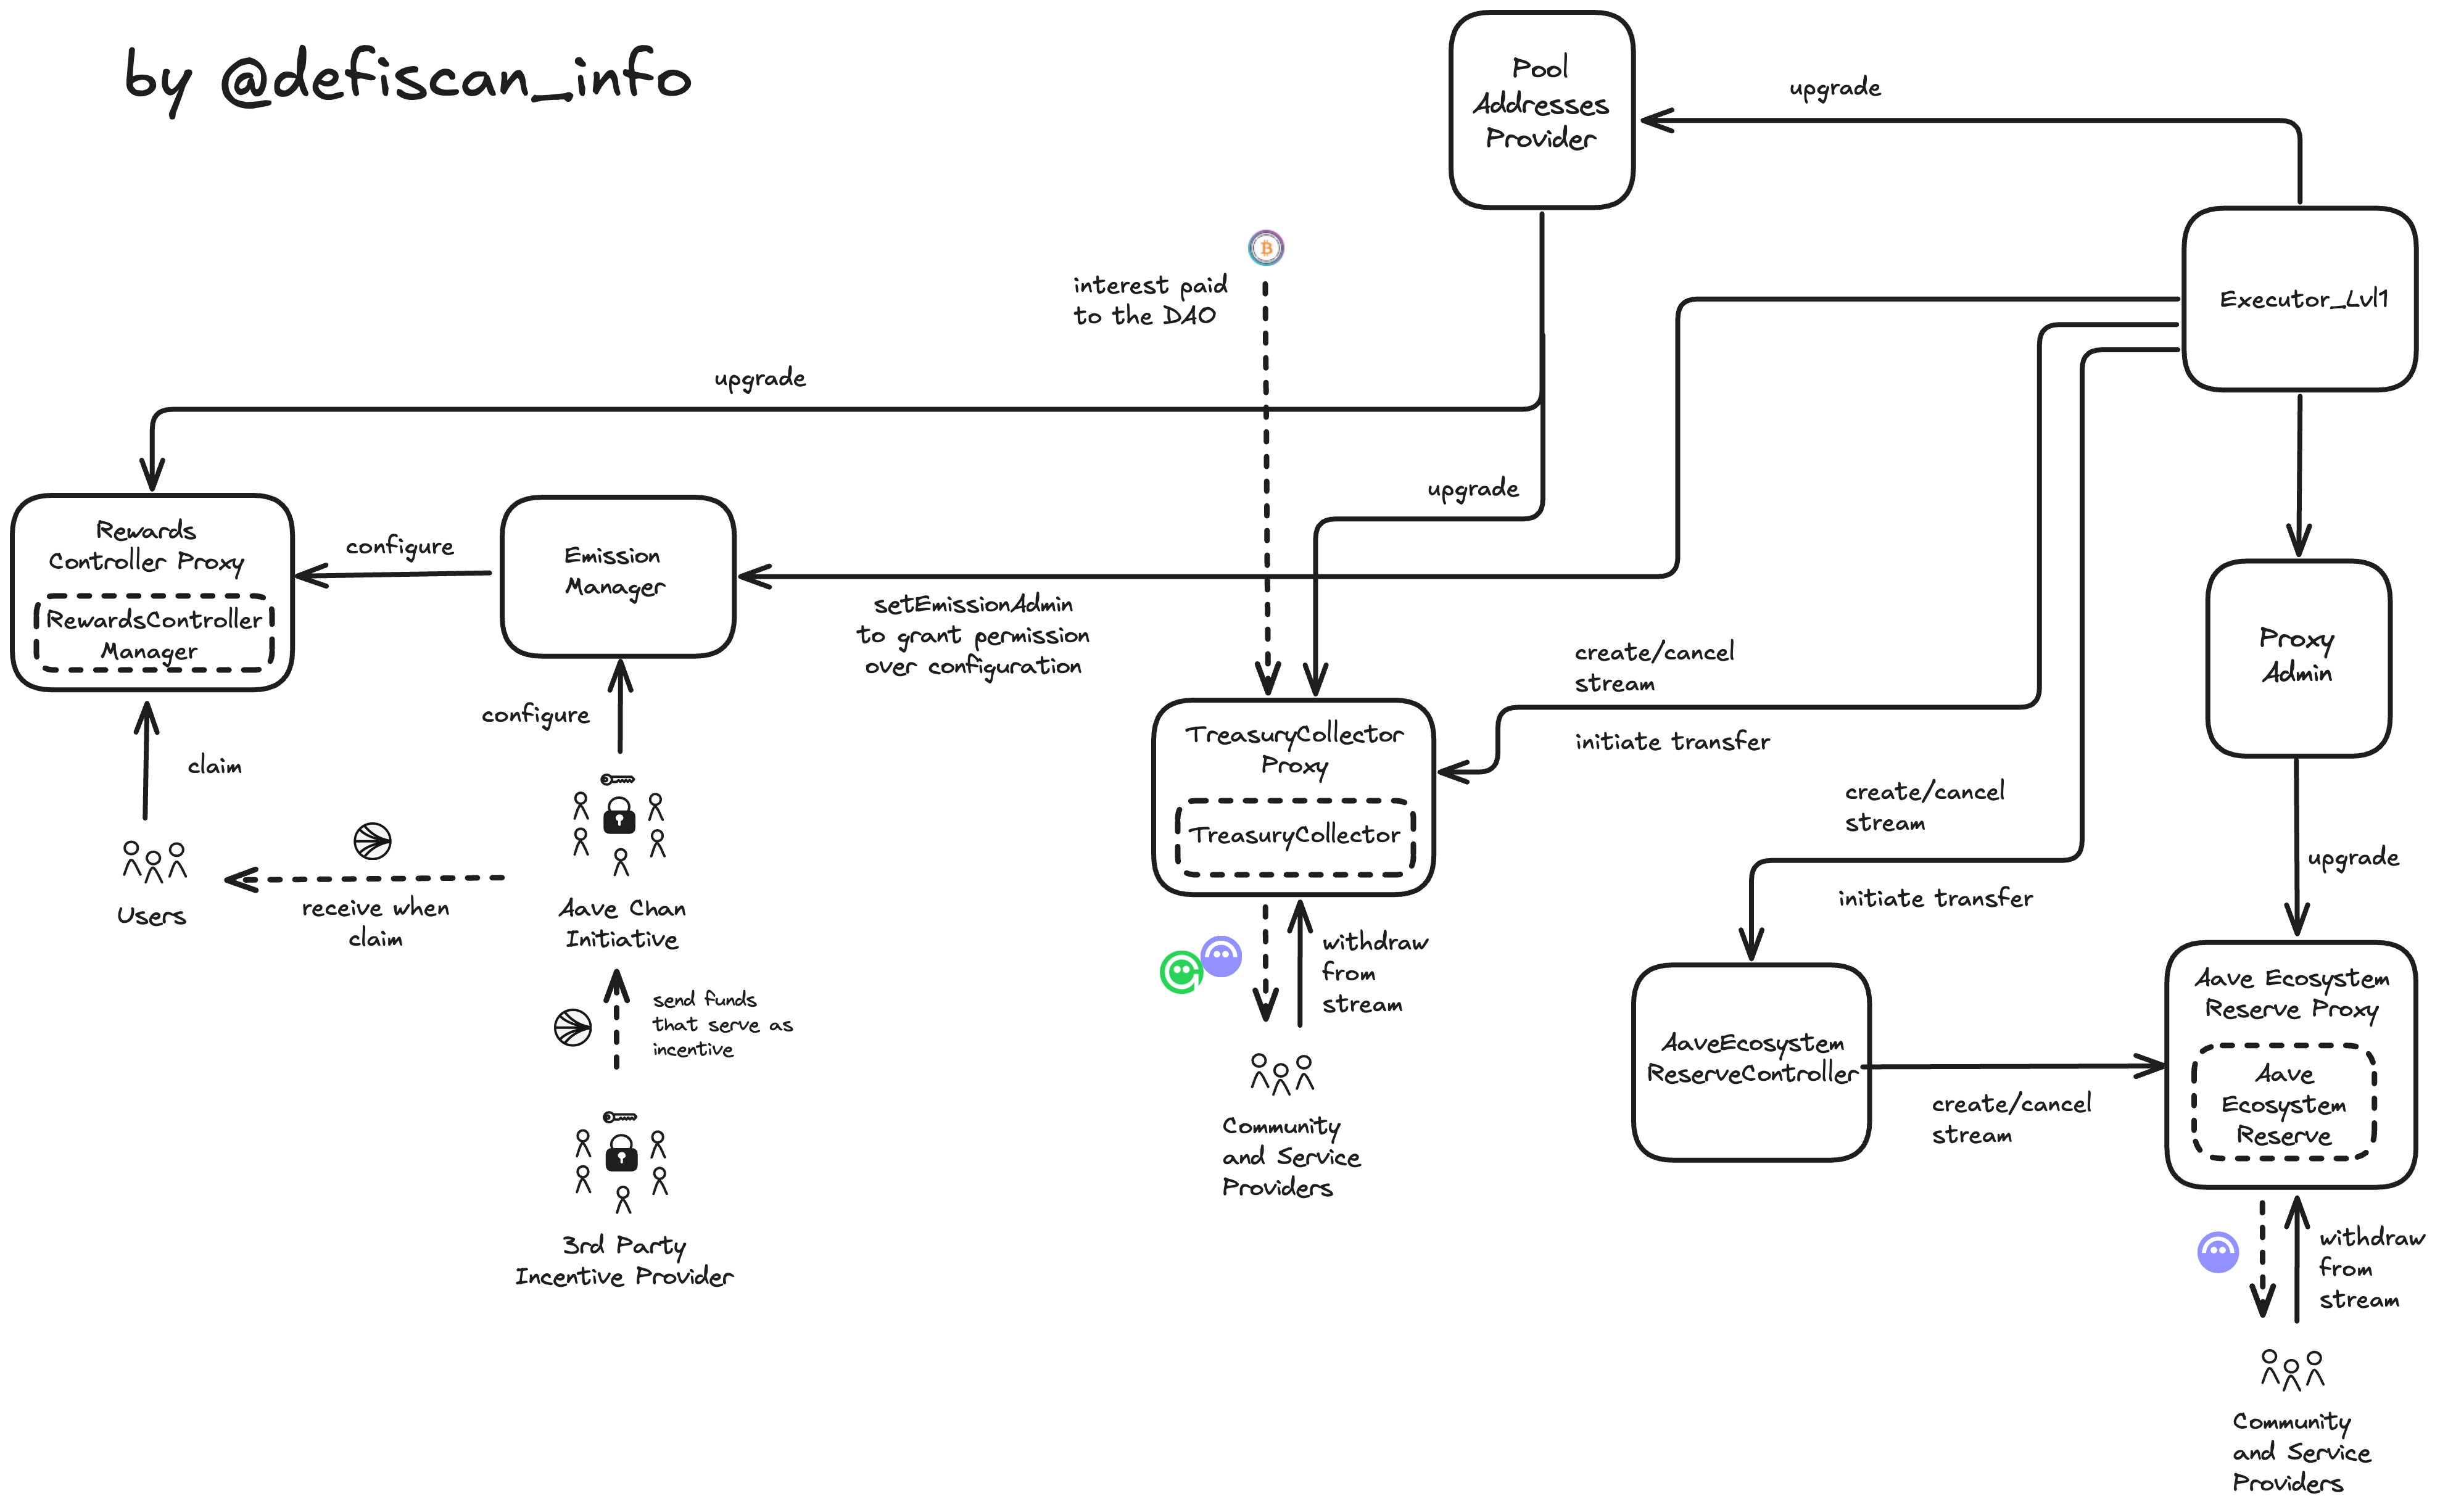 by @defiscan_info
Pool
Addresses
Provider
upgrade
Executor_Lvl1
interest paid
to the DAO
upgrade
upgrade
Rewards
Controller Proxy
RewardsController
Manager
configure
Emission
Manager
setEmissionAdmin
to grant permission
over configuration
create/cancel
stream
initiate transfer
Proxy
Admin
claim
configure
TreasuryCollector
Proxy
TreasuryCollector
create/cancel
stream
initiate transfer
upgrade
Users
receive when
claim
Aave Chan
Initiative
send funds
that serve as
incentive
withdraw
from
stream
AaveEcosystem
ReserveController
create/cancel
stream
Aave Ecosystem
Reserve Proxy
Aave
Ecosystem
Reserve
3rd Party
Incentive Provider
Community
and Service
Providers
withdraw
from
stream
Community
and Service
Providers